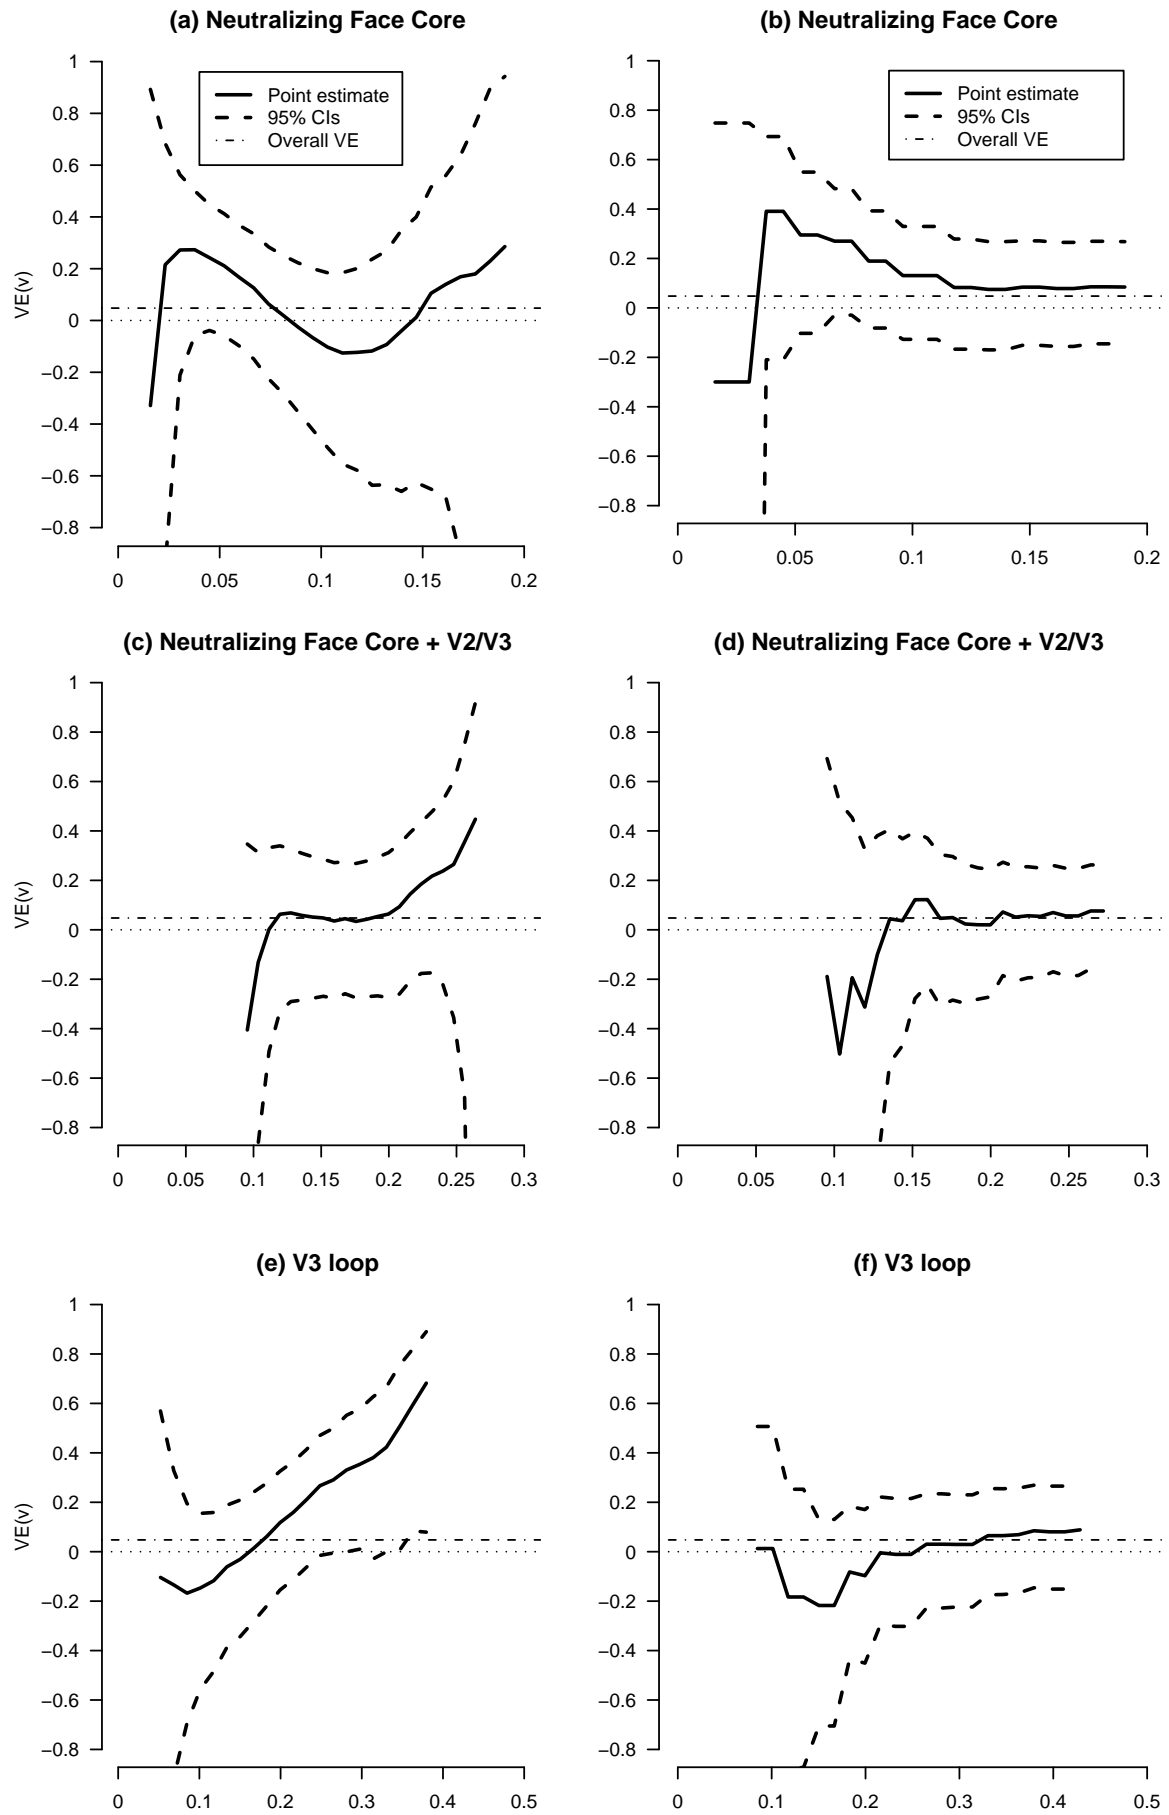 (a) Neutralizing Face Core
VE(v)
1
0.8
0.6
0.4
0.2
0
−0.2
−0.4
−0.6
−0.8
Point estimate
95% CIs
Overall VE
0 0.05 0.1 0.15 0.2
(b) Neutralizing Face Core
1
0.8
0.6
0.4
0.2
0
−0.2
−0.4
−0.6
−0.8
Point estimate
95% CIs
Overall VE
0 0.05 0.1 0.15 0.2
(c) Neutralizing Face Core + V2/V3
VE(v)
1
0.8
0.6
0.4
0.2
0
−0.2
−0.4
−0.6
−0.8
0 0.05 0.1 0.15 0.2 0.25 0.3
(d) Neutralizing Face Core + V2/V3
1
0.8
0.6
0.4
0.2
0
−0.2
−0.4
−0.6
−0.8
0 0.05 0.1 0.15 0.2 0.25 0.3
(e) V3 loop
VE(v)
1
0.8
0.6
0.4
0.2
0
−0.2
−0.4
−0.6
−0.8
0 0.1 0.2 0.3 0.4 0.5
(f) V3 loop
1
0.8
0.6
0.4
0.2
0
−0.2
−0.4
−0.6
−0.8
0 0.1 0.2 0.3 0.4 0.5